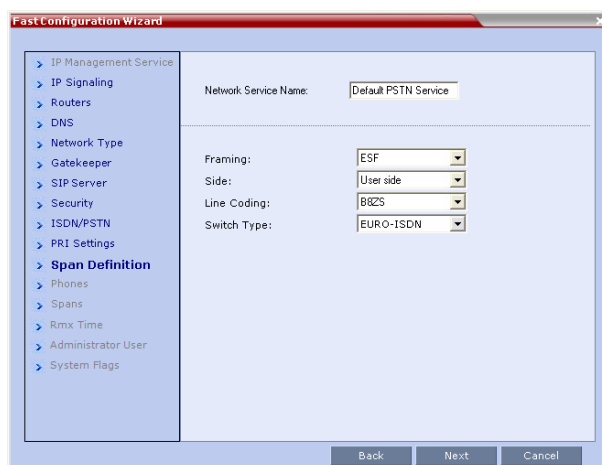 Fast Configuration Wizard
x
IP Management Service
IP Signaling
Routers
DNS
Network Type
Gatekeeper
SIP Server
Security
ISDN/PSTN
PRI Settings
Span Definition
Phones
Spans
Rmx Time
Administrator User
System Flags
Network Service Name: Default PSTN Service
Framing: ESF
Side: User side
Line Coding: B8ZS
Switch Type: EURO-ISDN
Back Next Cancel